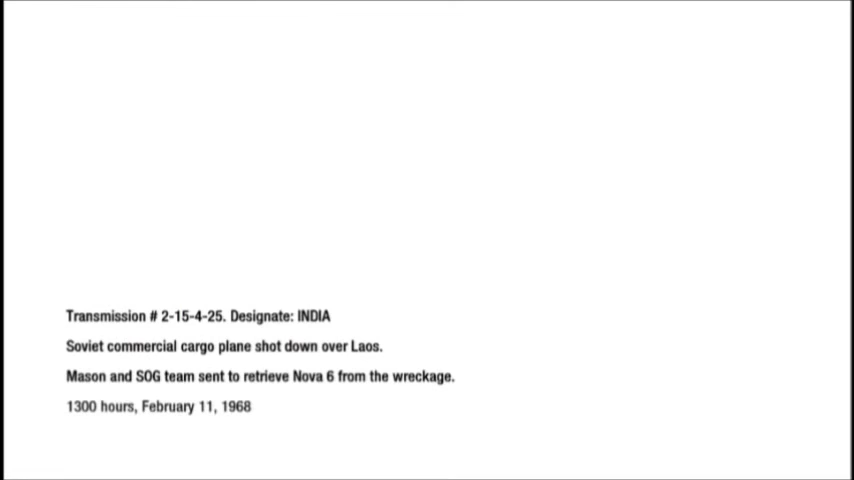 Transmission # 2-15-4-25. Designate: INDIA
Soviet commercial cargo plane shot down over Laos.
Mason and SOG team sent to retrieve Nova 6 from the wreckage.
1300 hours, February 11, 1968